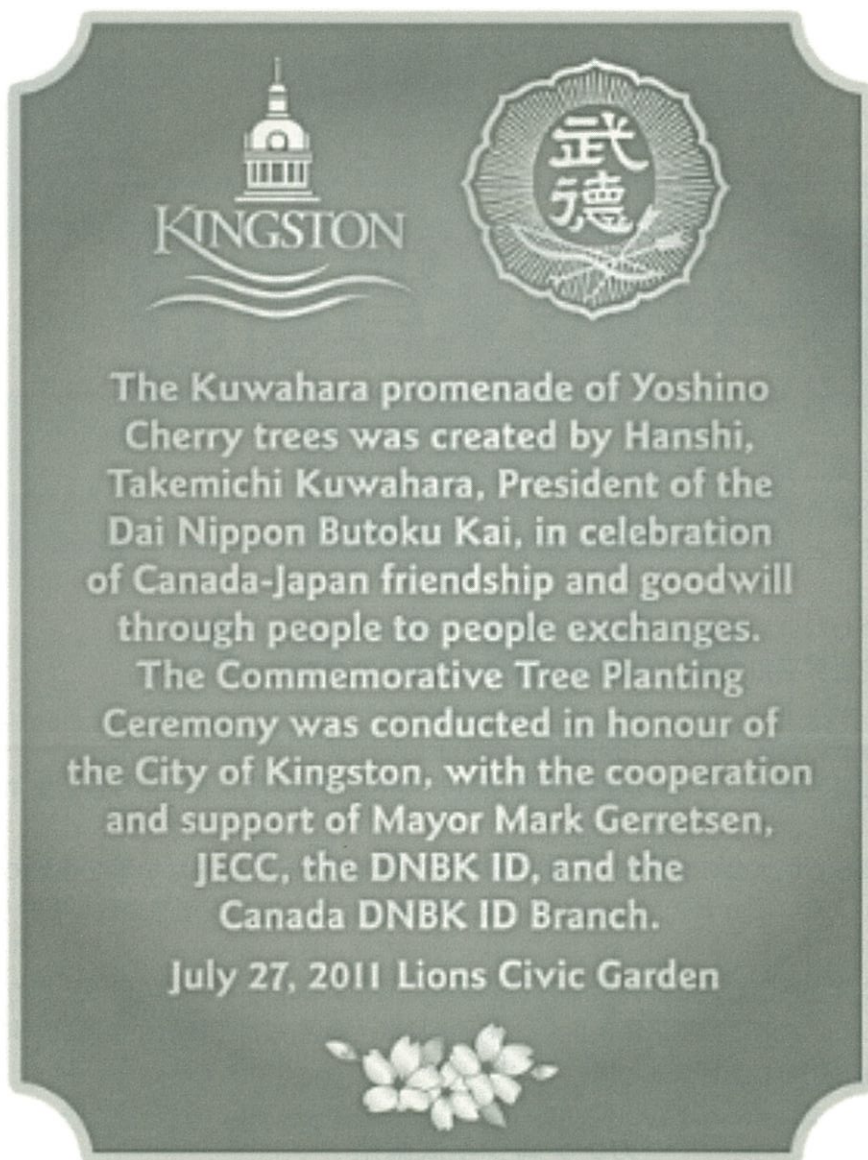 KINGSTON
武
德
The Kuwahara promenade of Yoshino
Cherry trees was created by Hanshi,
Takemichi Kuwahara, President of the
Dai Nippon Butoku Kai, in celebration
of Canada-Japan friendship and goodwill
through people to people exchanges.
The Commemorative Tree Planting
Ceremony was conducted in honour of
the City of Kingston, with the cooperation
and support of Mayor Mark Gerretsen,
JECC, the DNBK ID, and the
Canada DNBK ID Branch.
July 27, 2011 Lions Civic Garden